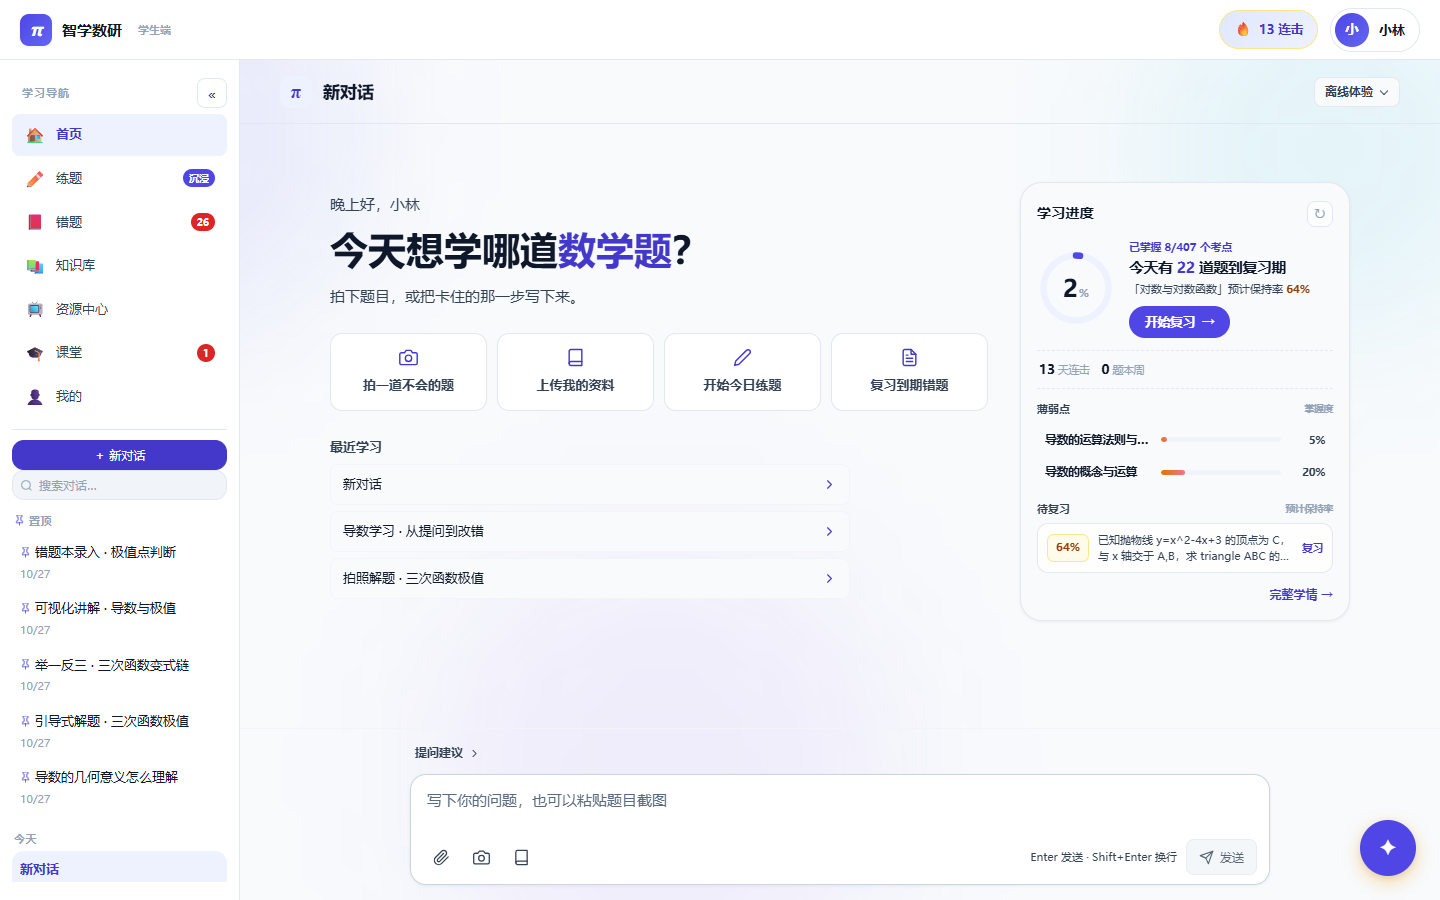 π 智学数研 学生端
13 连击
小 小林
学习导航 «
首页
练题 沉浸
错题 26
知识库
资源中心
课堂 1
我的
+ 新对话
搜索对话...
置顶
错题本录入 · 极值点判断
10/27
可视化讲解 · 导数与极值
10/27
举一反三 · 三次函数变式链
10/27
引导式解题 · 三次函数极值
10/27
导数的几何意义怎么理解
10/27
今天
新对话
π 新对话
离线体验
晚上好，小林
今天想学哪道数学题？
拍下题目，或把卡住的那一步写下来。
拍一道不会的题
上传我的资料
开始今日练题
复习到期错题
最近学习
新对话
导数学习 · 从提问到改错
拍照解题 · 三次函数极值
学习进度
2%
已掌握 8/407 个考点
今天有 22 道题到复习期
「对数与对数函数」预计保持率 64%
开始复习 →
13 天连击 0 题本周
薄弱点 掌握度
导数的运算法则与... 5%
导数的概念与运算 20%
待复习 预计保持率
64%
已知抛物线 y=x^2-4x+3 的顶点为 C，
与 x 轴交于 A,B，求 triangle ABC 的...
复习
完整学情 →
提问建议
写下你的问题，也可以粘贴题目截图
Enter 发送 · Shift+Enter 换行
发送